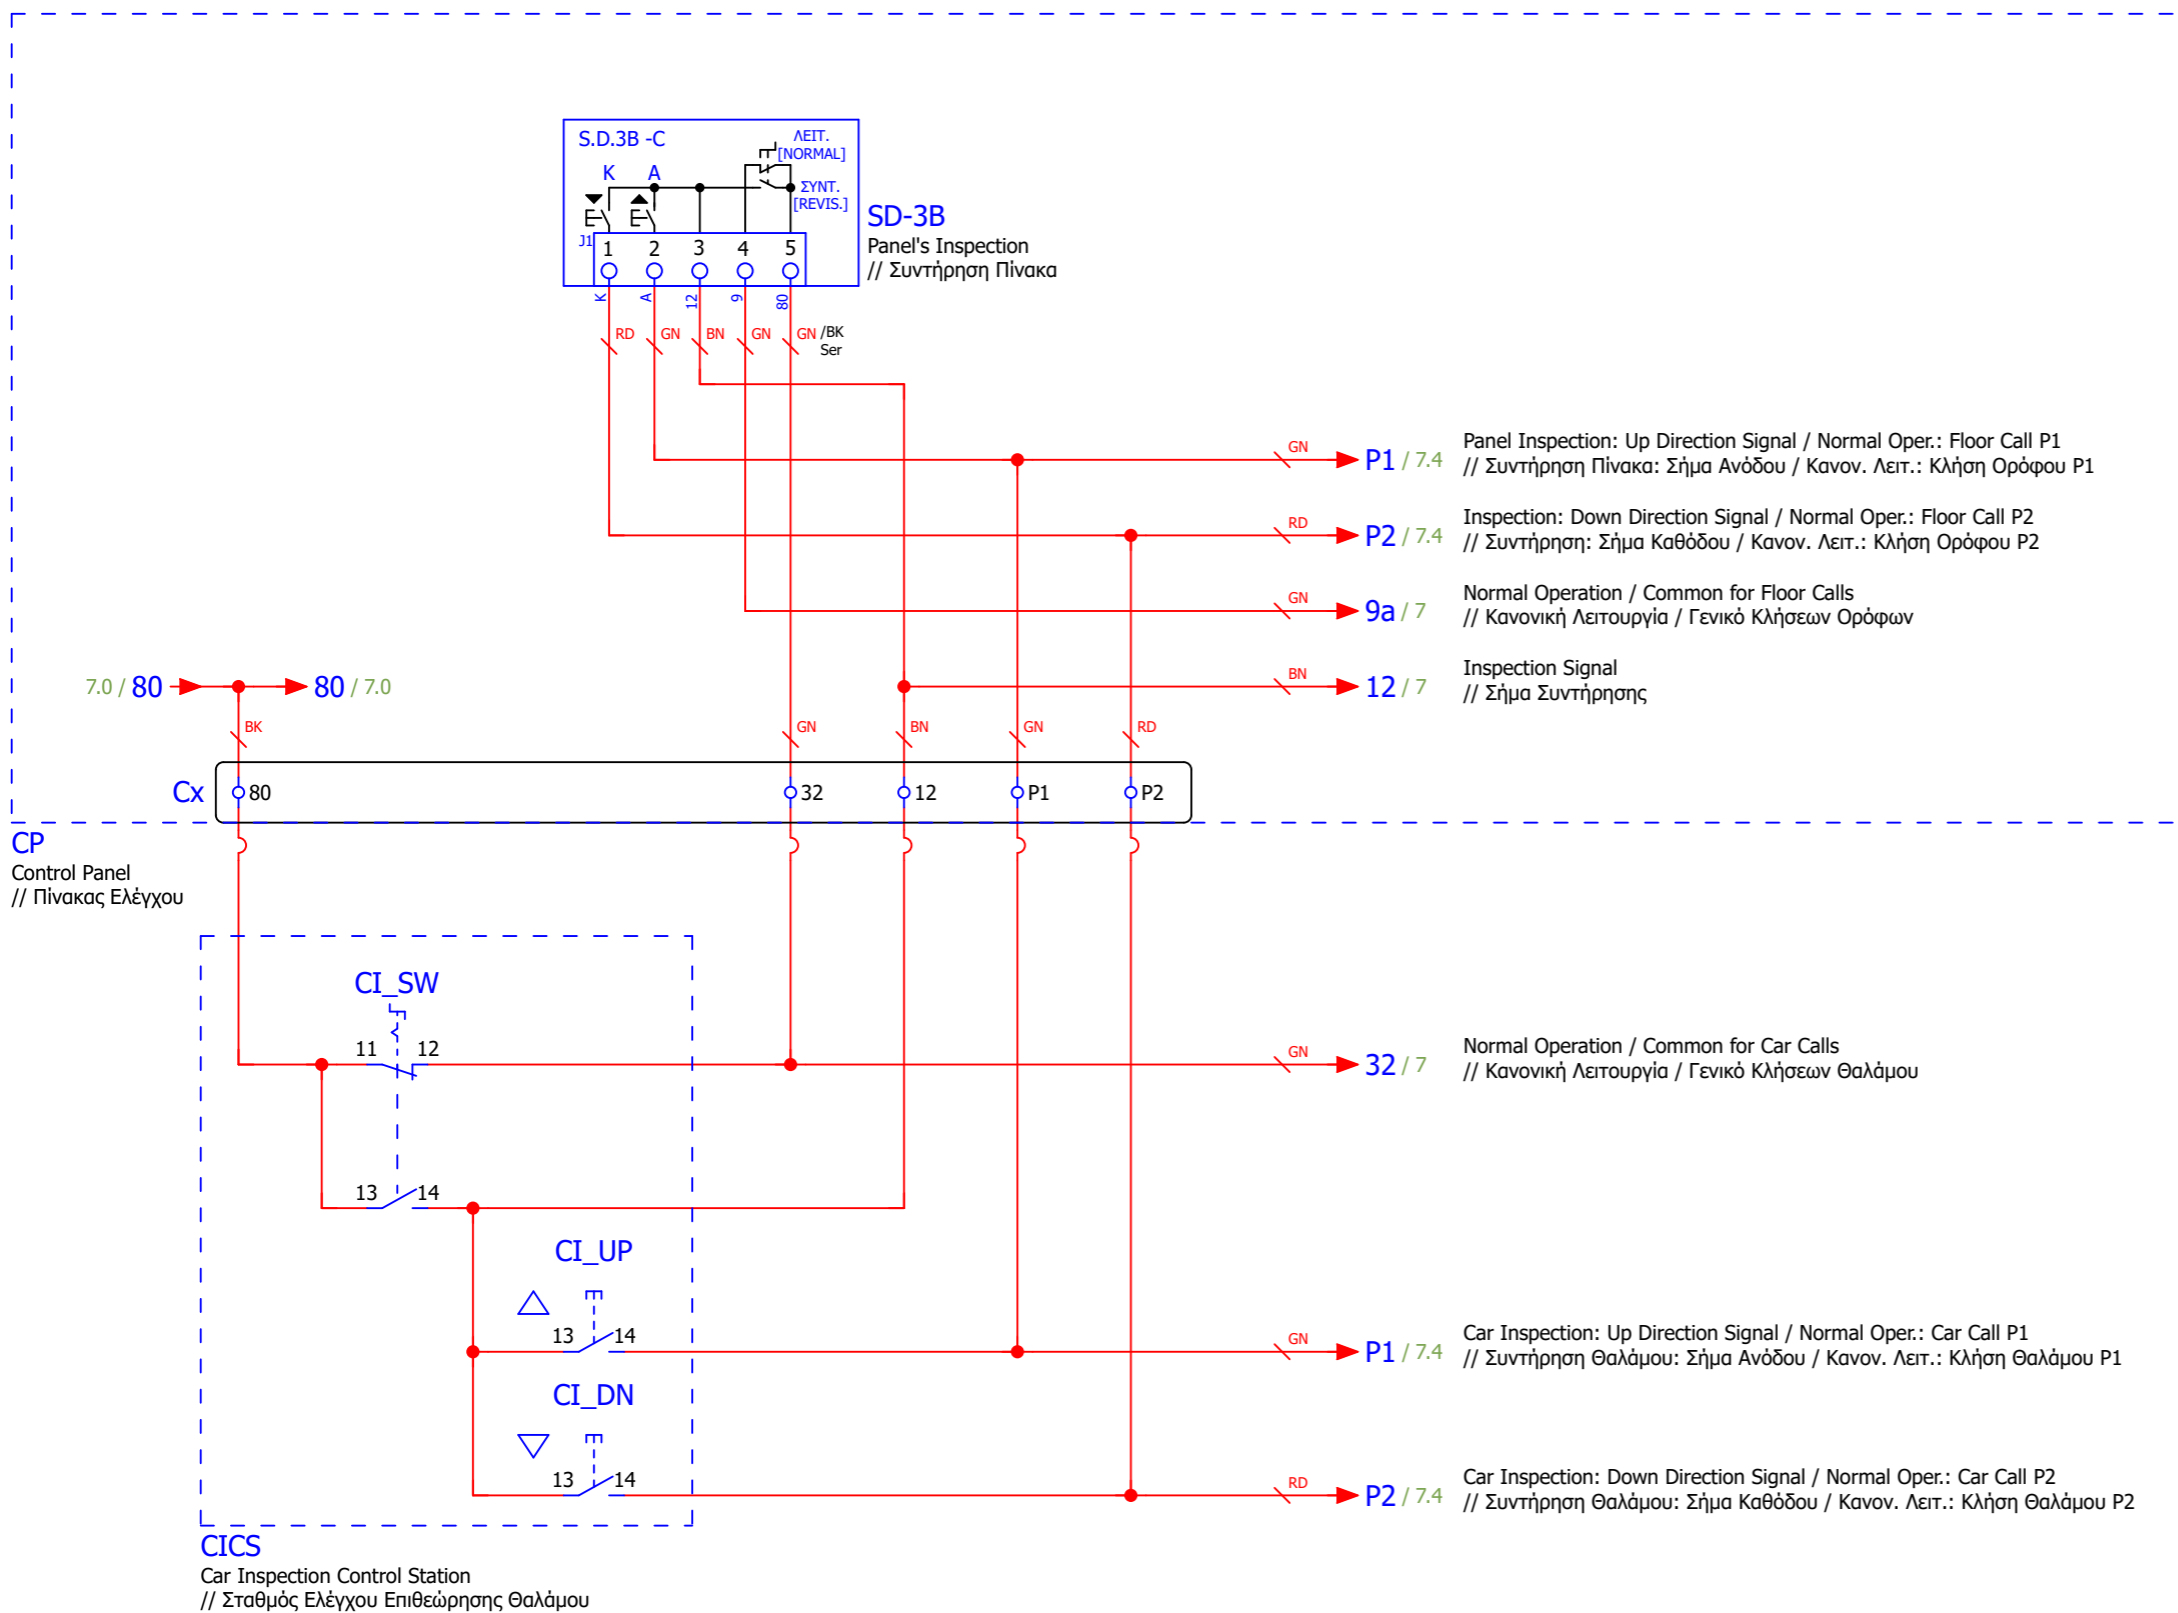 S.D.3B -C
ΛΕΙΤ.
[NORMAL]
K A
ΣΥΝΤ.
[REVIS.]
SD-3B
Panel's Inspection
// Συντήρηση Πίνακα
J1
1 2 3 4 5
K A 12 9 80
RD GN BN GN GN /BK
Ser
GN P1 / 7.4
Panel Inspection: Up Direction Signal / Normal Oper.: Floor Call P1
// Συντήρηση Πίνακα: Σήμα Ανόδου / Κανον. Λειτ.: Κλήση Ορόφου P1
RD P2 / 7.4
Inspection: Down Direction Signal / Normal Oper.: Floor Call P2
// Συντήρηση: Σήμα Καθόδου / Κανον. Λειτ.: Κλήση Ορόφου P2
GN 9a / 7
Normal Operation / Common for Floor Calls
// Κανονική Λειτουργία / Γενικό Κλήσεων Ορόφων
7.0 / 80 80 / 7.0
BN 12 / 7
Inspection Signal
// Σήμα Συντήρησης
BK GN BN GN RD
Cx 80 32 12 P1 P2
CP
Control Panel
// Πίνακας Ελέγχου
CI_SW
11 12
GN 32 / 7
Normal Operation / Common for Car Calls
// Κανονική Λειτουργία / Γενικό Κλήσεων Θαλάμου
13 14
CI_UP
13 14
GN P1 / 7.4
Car Inspection: Up Direction Signal / Normal Oper.: Car Call P1
// Συντήρηση Θαλάμου: Σήμα Ανόδου / Κανον. Λειτ.: Κλήση Θαλάμου P1
CI_DN
13 14
RD P2 / 7.4
Car Inspection: Down Direction Signal / Normal Oper.: Car Call P2
// Συντήρηση Θαλάμου: Σήμα Καθόδου / Κανον. Λειτ.: Κλήση Θαλάμου P2
CICS
Car Inspection Control Station
// Σταθμός Ελέγχου Επιθεώρησης Θαλάμου